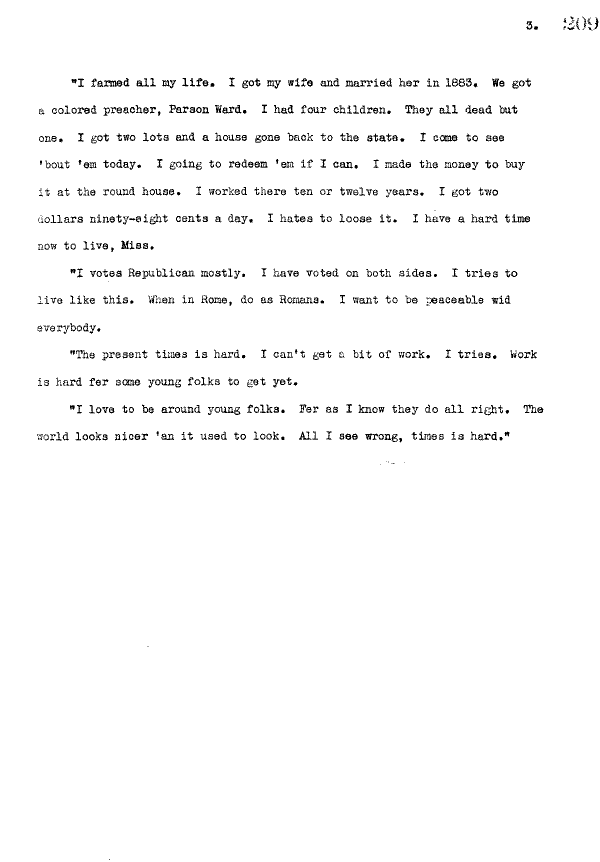 3. 209
"I farmed all my life. I got my wife and married her in 1883. We got
a colored preacher, Parson Ward. I had four children. They all dead but
one. I got two lots and a house gone back to the state. I come to see
'bout 'em today. I going to redeem 'em if I can. I made the money to buy
it at the round house. I worked there ten or twelve years. I got two
dollars ninety-eight cents a day. I hates to loose it. I have a hard time
now to live, Miss.
"I votes Republican mostly. I have voted on both sides. I tries to
live like this. When in Rome, do as Romans. I want to be peaceable wid
everybody.
"The present times is hard. I can't get a bit of work. I tries. Work
is hard fer some young folks to get yet.
"I love to be around young folks. Fer as I know they do all right. The
world looks nicer 'an it used to look. All I see wrong, times is hard."